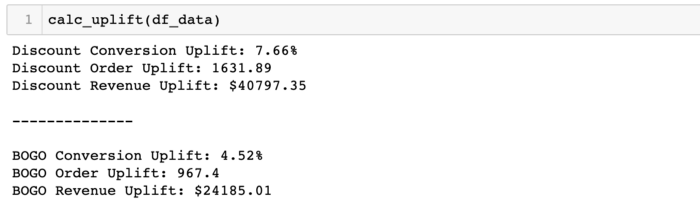 1 calc_uplift(df_data)
Discount Conversion Uplift: 7.66%
Discount Order Uplift: 1631.89
Discount Revenue Uplift: $40797.35
--------------
BOGO Conversion Uplift: 4.52%
BOGO Order Uplift: 967.4
BOGO Revenue Uplift: $24185.01